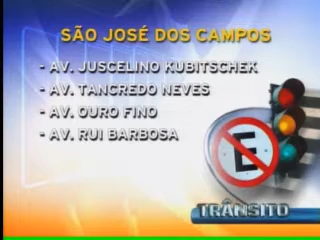 SÃO JOSÉ DOS CAMPOS
- AV. JUSCELINO KUBITSCHEK
- AV. TANCREDO NEVES
- AV. OURO FINO
- AV. RUI BARBOSA
E
TRÂNSITO